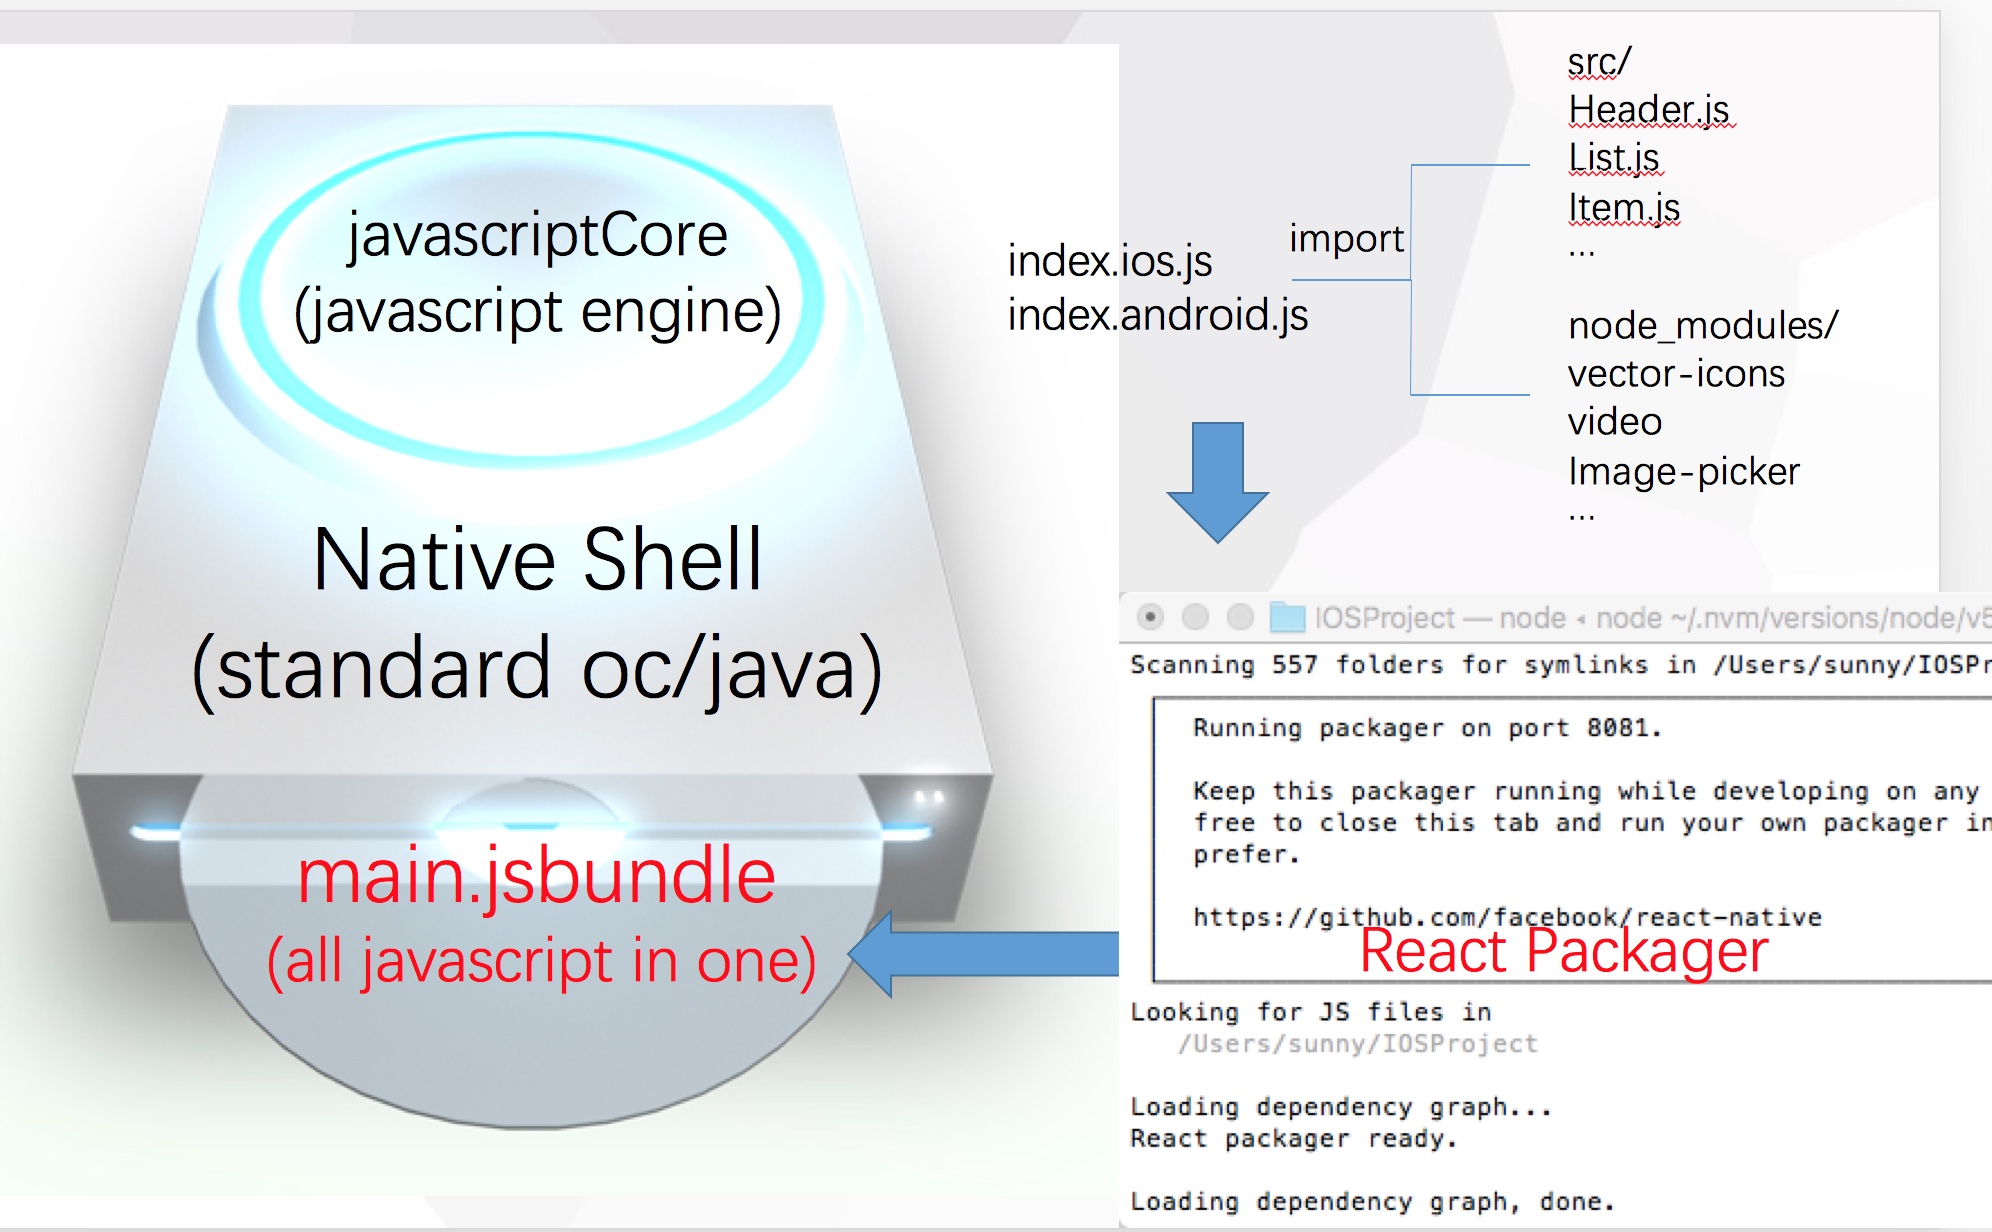 javascriptCore
(javascript engine)
Native Shell
(standard oc/java)
main.jsbundle
(all javascript in one)
index.ios.js
index.android.js
import
src/
Header.js
List.js
Item.js
...
node_modules/
vector-icons
video
Image-picker
...
IOSProject — node ◂ node ~/.nvm/versions/node/v5
Scanning 557 folders for symlinks in /Users/sunny/IOSPr
Running packager on port 8081.
Keep this packager running while developing on any
free to close this tab and run your own packager in
prefer.
https://github.com/facebook/react-native
React Packager
Looking for JS files in
/Users/sunny/IOSProject
Loading dependency graph...
React packager ready.
Loading dependency graph, done.